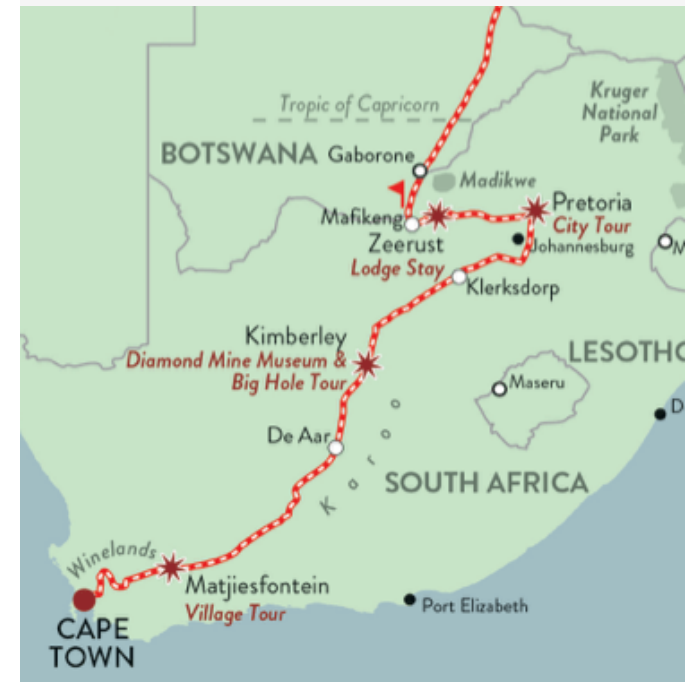 Kruger
National
Park
Tropic of Capricorn
BOTSWANA
Gaborone
Madikwe
Pretoria
City Tour
Mafikeng
Zeerust
Lodge Stay
Johannesburg
M
Klerksdorp
Kimberley
Diamond Mine Museum &
Big Hole Tour
LESOTHO
Maseru
D
De Aar
Karoo
SOUTH AFRICA
Winelands
Matjiesfontein
Village Tour
Port Elizabeth
CAPE
TOWN